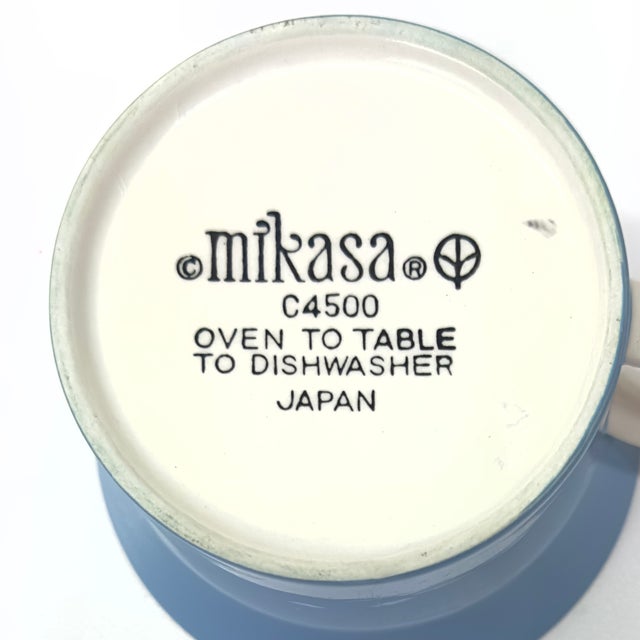 ©mikasa®
C4500
OVEN TO TABLE
TO DISHWASHER
JAPAN